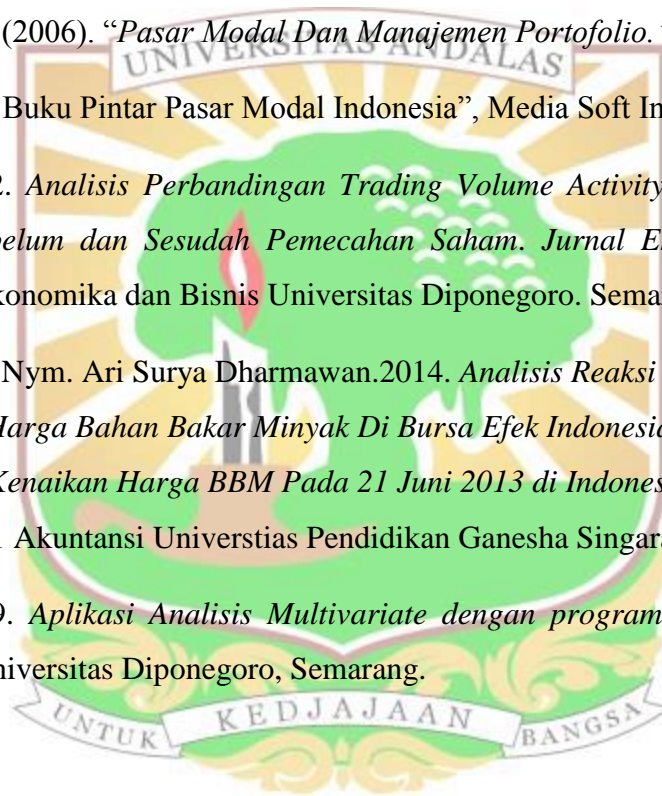 (2006). “Pasar Modal Dan Manajemen Portofolio.
UNIVERSITAS ANDALAS
Buku Pintar Pasar Modal Indonesia”, Media Soft In
2. Analisis Perbandingan Trading Volume Activity
belum dan Sesudah Pemecahan Saham. Jurnal E
konomika dan Bisnis Universitas Diponegoro. Semar
Nym. Ari Surya Dharmawan.2014. Analisis Reaksi
Harga Bahan Bakar Minyak Di Bursa Efek Indonesia
Kenaikan Harga BBM Pada 21 Juni 2013 di Indones
Akuntansi Universtias Pendidikan Ganesha Singara
9. Aplikasi Analisis Multivariate dengan program
niversitas Diponegoro, Semarang.
UNTUK KEDJAJAAN BANGSA